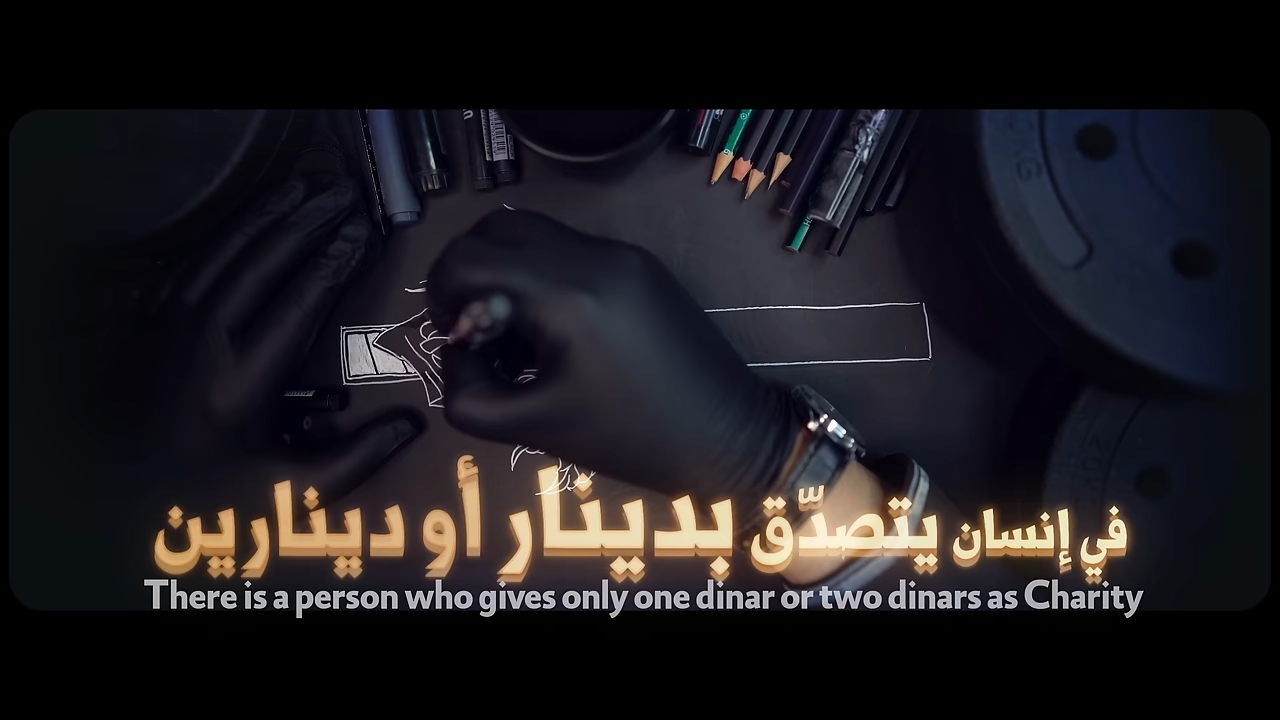 في إنسان يتصدّق بدينار أو دينارين
There is a person who gives only one dinar or two dinars as Charity